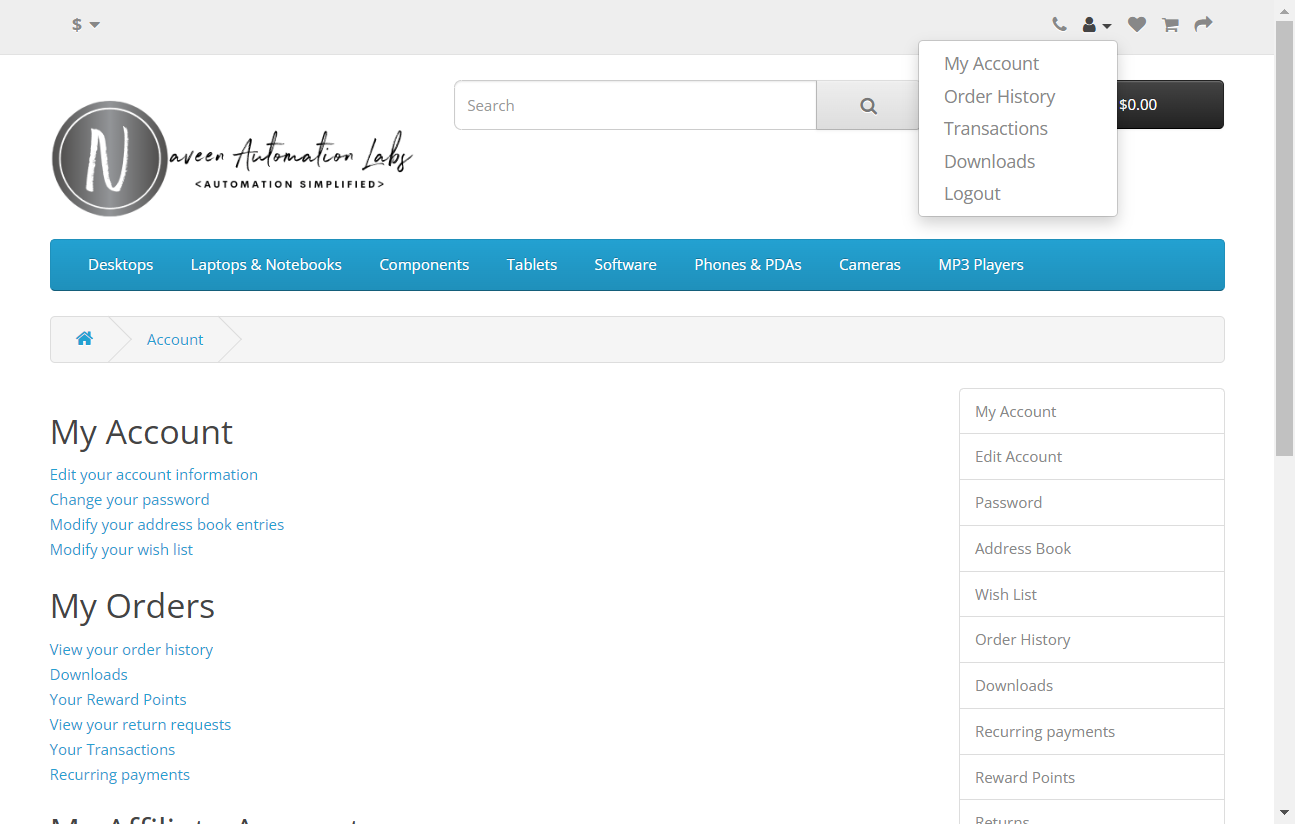 $
My Account
Order History
Transactions
Downloads
Logout
Search
$0.00
N
aveen Automation Labs
<AUTOMATION SIMPLIFIED>
Desktops
Laptops & Notebooks
Components
Tablets
Software
Phones & PDAs
Cameras
MP3 Players
Account
My Account
Edit your account information
Change your password
Modify your address book entries
Modify your wish list
My Orders
View your order history
Downloads
Your Reward Points
View your return requests
Your Transactions
Recurring payments
My Affiliate Account
My Account
Edit Account
Password
Address Book
Wish List
Order History
Downloads
Recurring payments
Reward Points
Returns